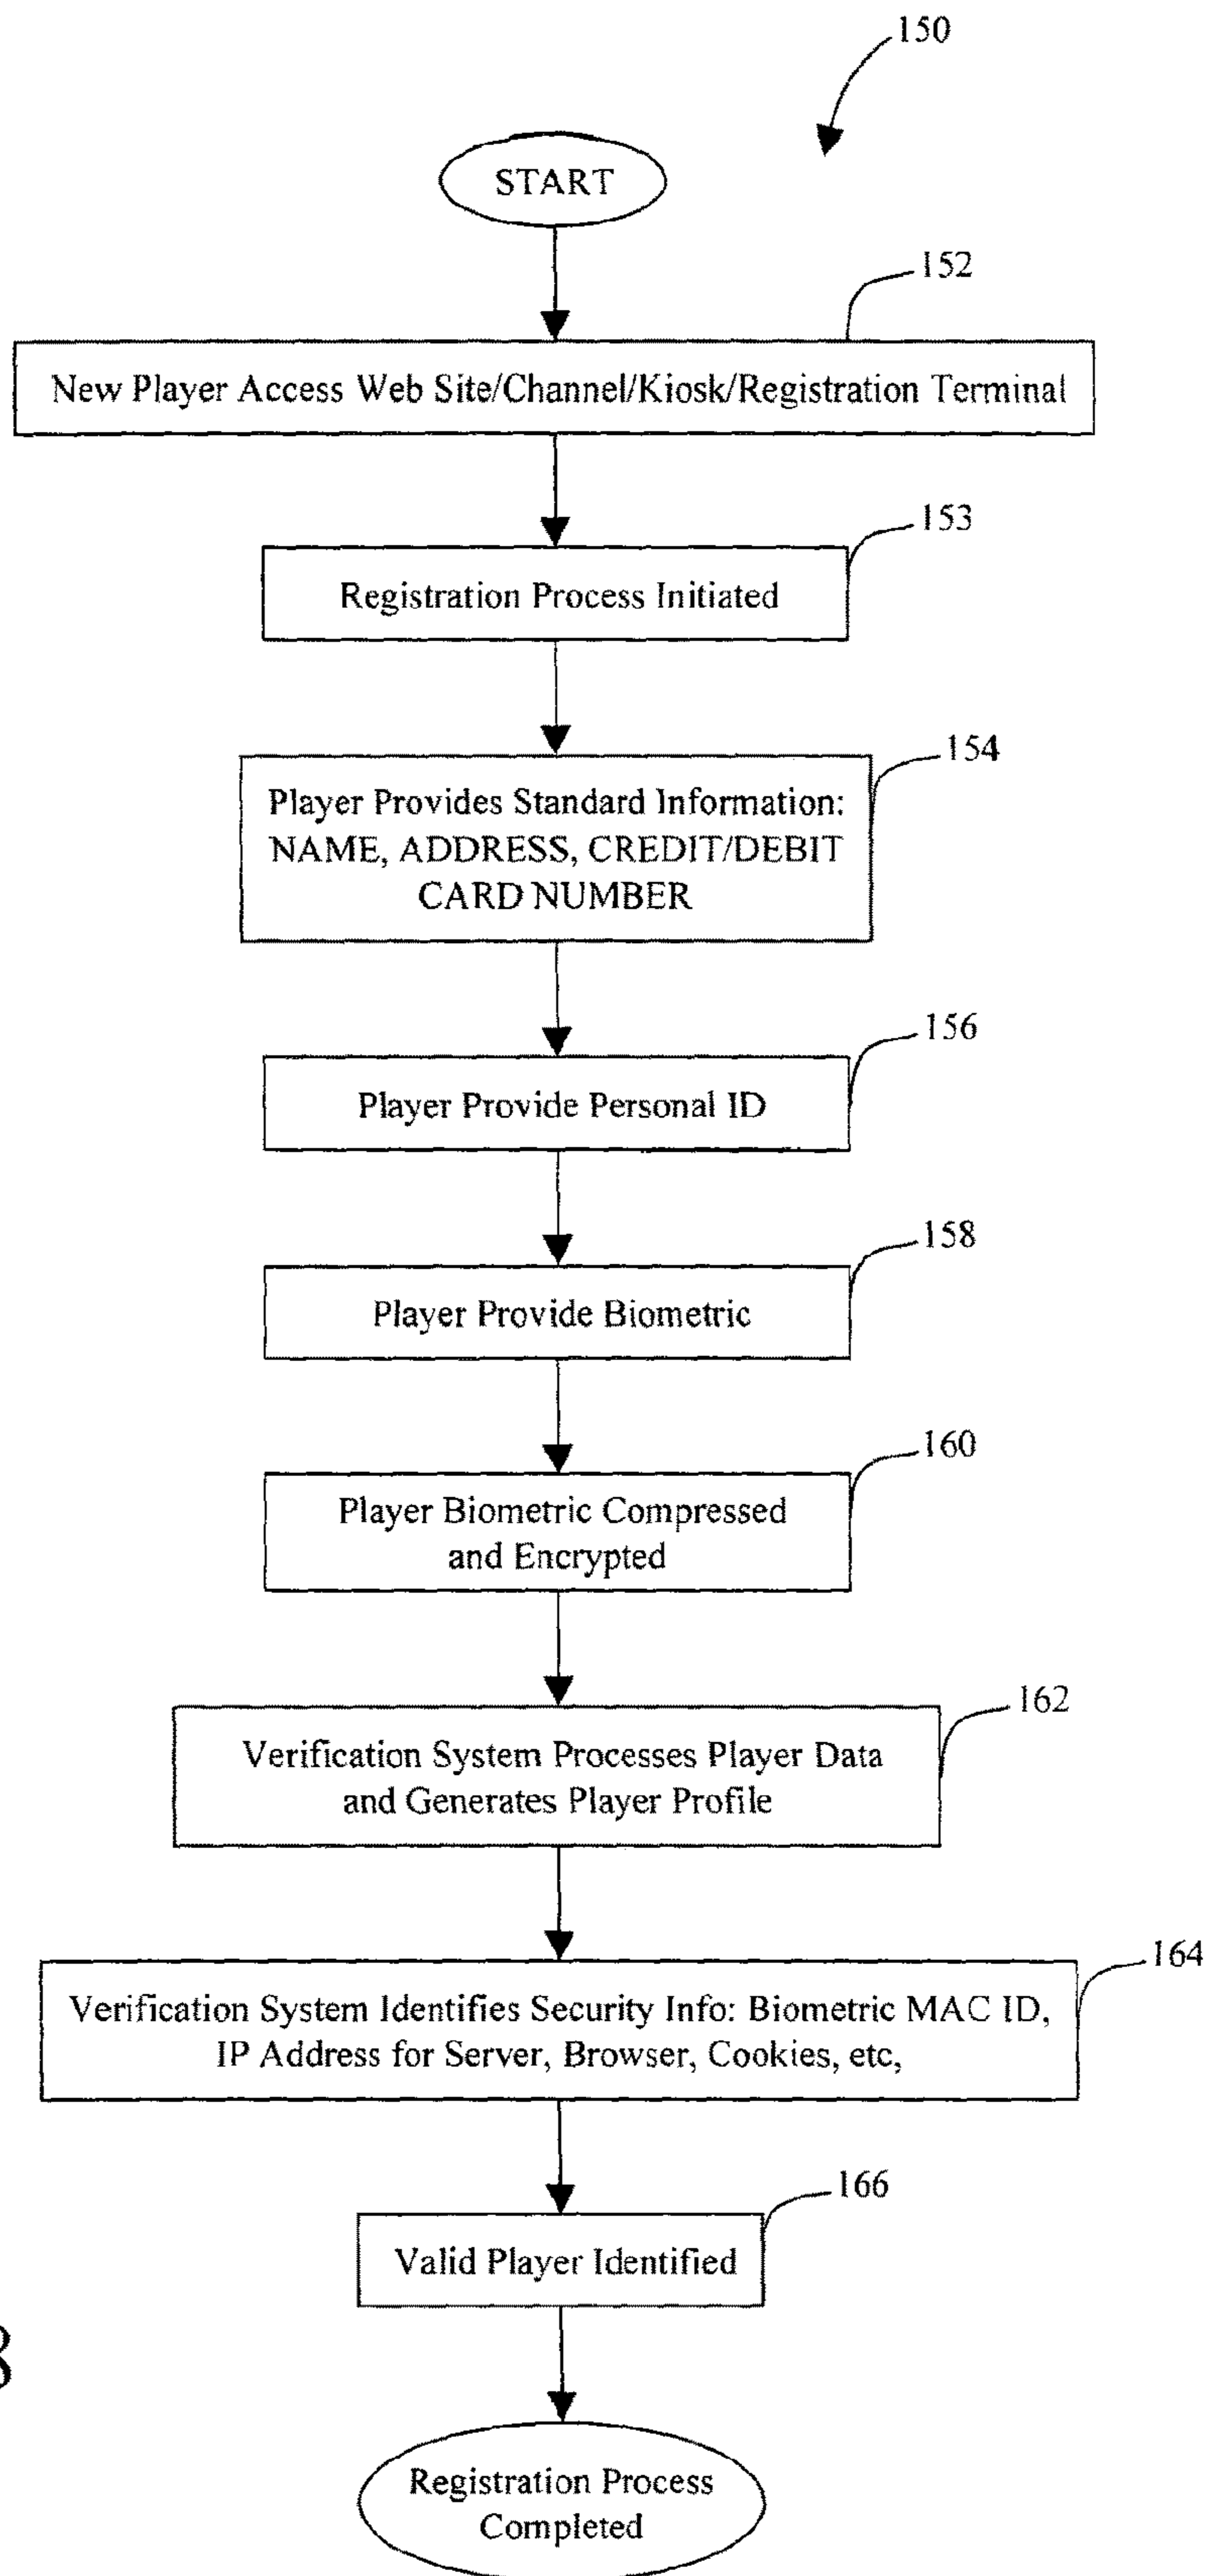 150
START
152
New Player Access Web Site/Channel/Kiosk/Registration Terminal
153
Registration Process Initiated
154
Player Provides Standard Information:
NAME, ADDRESS, CREDIT/DEBIT
CARD NUMBER
156
Player Provide Personal ID
158
Player Provide Biometric
160
Player Biometric Compressed
and Encrypted
162
Verification System Processes Player Data
and Generates Player Profile
164
Verification System Identifies Security Info: Biometric MAC ID,
IP Address for Server, Browser, Cookies, etc,
166
Valid Player Identified
Registration Process
Completed